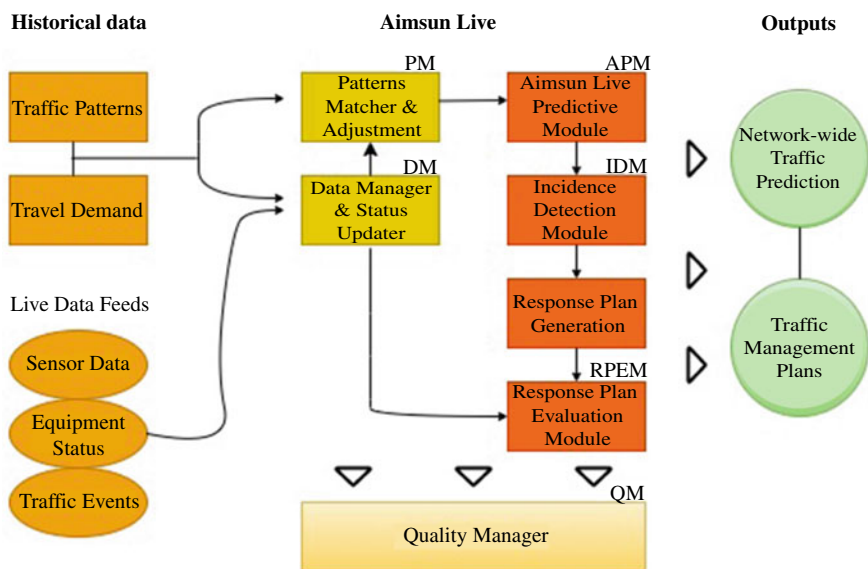 Historical data
Aimsun Live
Outputs
Traffic Patterns
Travel Demand
Live Data Feeds
Sensor Data
Equipment
Status
Traffic Events
PM
Patterns
Matcher &
Adjustment
DM
Data Manager
& Status
Updater
APM
Aimsun Live
Predictive
Module
IDM
Incidence
Detection
Module
Response Plan
Generation
RPEM
Response Plan
Evaluation
Module
QM
Quality Manager
Network-wide
Traffic
Prediction
Traffic
Management
Plans